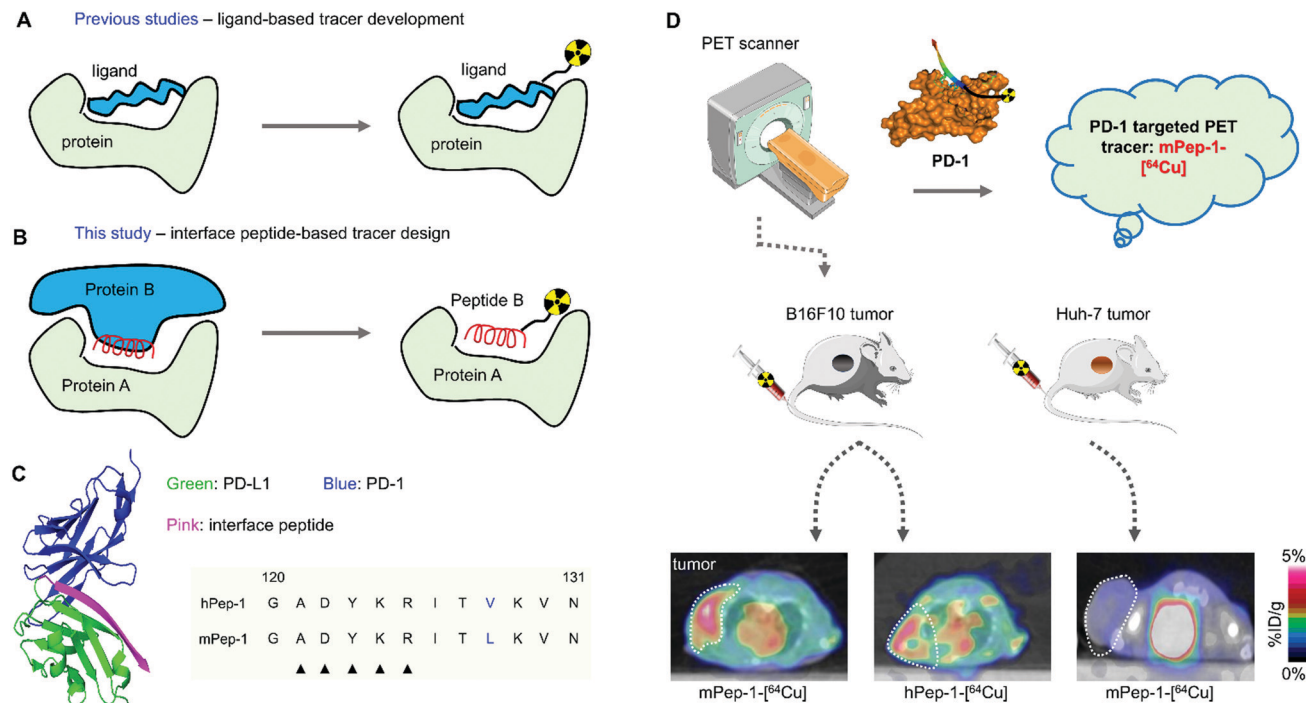 A
Previous studies – ligand-based tracer development
ligand
protein
ligand
protein
B
This study – interface peptide-based tracer design
Protein B
Protein A
Peptide B
Protein A
C
Green: PD-L1 Blue: PD-1
Pink: interface peptide
120 131
hPep-1 G A D Y K R I T V K V N
mPep-1 G A D Y K R I T L K V N
D
PET scanner
PD-1
PD-1 targeted PET
tracer: mPep-1-
[⁶⁴Cu]
B16F10 tumor
Huh-7 tumor
tumor
mPep-1-[⁶⁴Cu]
hPep-1-[⁶⁴Cu]
mPep-1-[⁶⁴Cu]
5%
%ID/g
0%